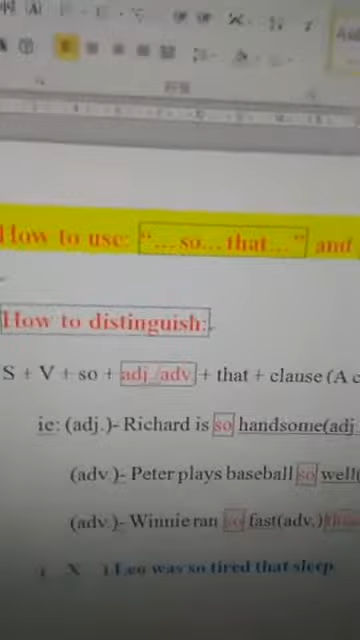 How to use: “…so…that…” and
How to distinguish:
S + V + so + adj./adv + that + clause (A c
ie: (adj.)- Richard is so handsome(adj
(adv.)- Peter plays baseball so well(
(adv.)- Winnie ran so fast(adv.)
( X ) Leo was so tired that sleep